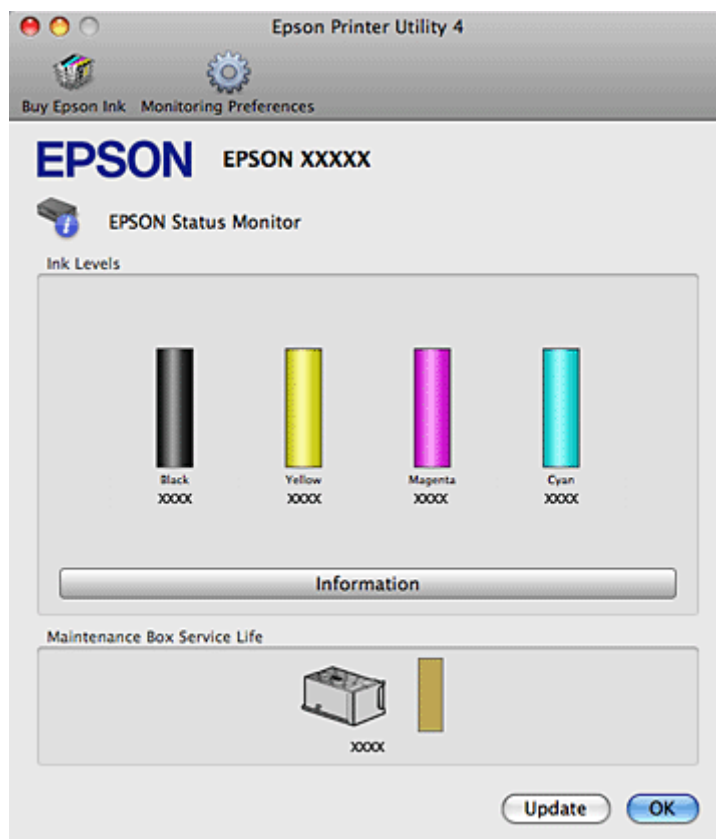 Epson Printer Utility 4
Buy Epson Ink Monitoring Preferences
EPSON EPSON XXXXX
EPSON Status Monitor
Ink Levels
Black Yellow Magenta Cyan
XXXX XXXX XXXX XXXX
Information
Maintenance Box Service Life
XXXX
Update OK